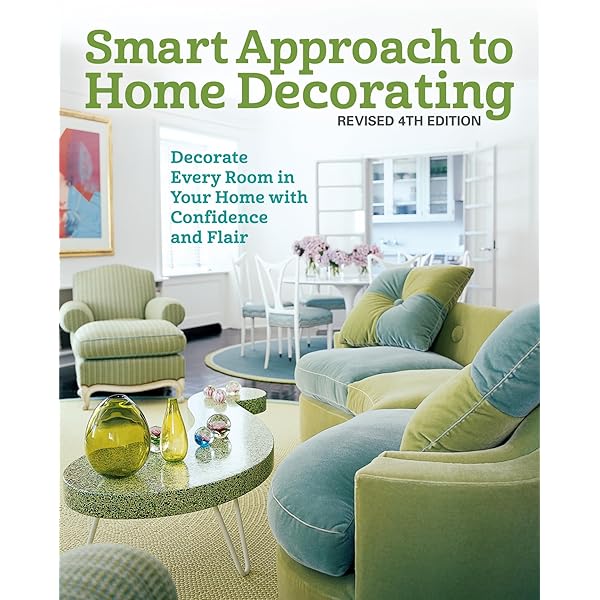 Smart Approach to
Home Decorating
REVISED 4TH EDITION
Decorate
Every Room in
Your Home with
Confidence
and Flair